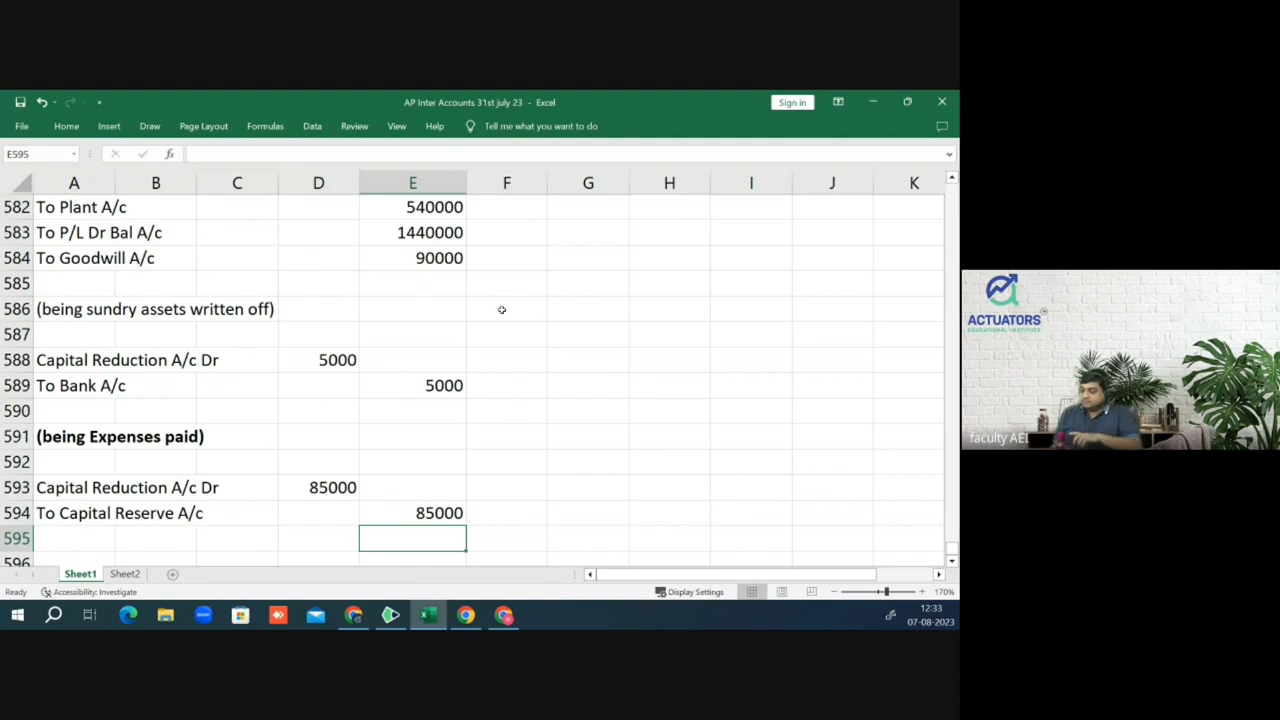 AP Inter Accounts 31st july 23 - Excel
Sign in
File Home Insert Draw Page Layout Formulas Data Review View Help Tell me what you want to do
E595 fx
A B C D E F G H I J K
582 To Plant A/c 540000
583 To P/L Dr Bal A/c 1440000
584 To Goodwill A/c 90000
585
586 (being sundry assets written off)
587
588 Capital Reduction A/c Dr 5000
589 To Bank A/c 5000
590
591 (being Expenses paid)
592
593 Capital Reduction A/c Dr 85000
594 To Capital Reserve A/c 85000
595
596
Sheet1 Sheet2
Ready Accessibility: Investigate Display Settings 170%
zoom
12:33
07-08-2023
ACTUATORS
EDUCATIONAL INSTITUTE
faculty AEI